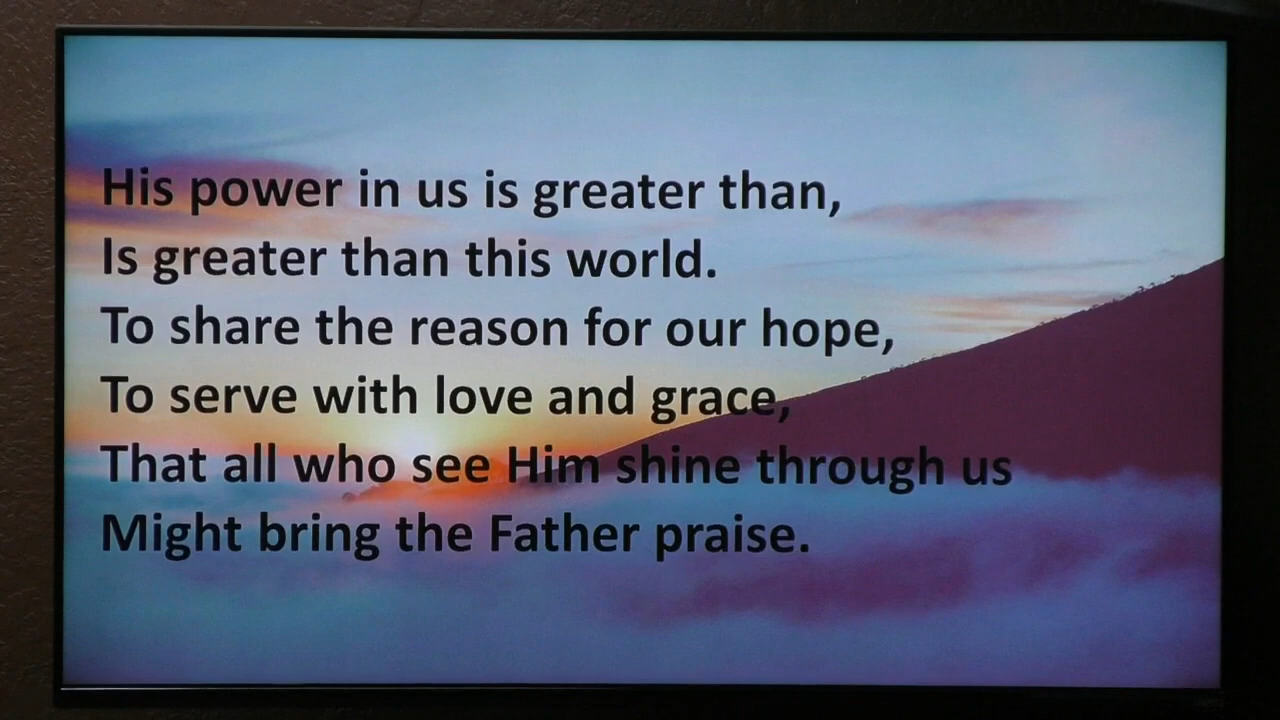 His power in us is greater than,
Is greater than this world.
To share the reason for our hope,
To serve with love and grace,
That all who see Him shine through us
Might bring the Father praise.